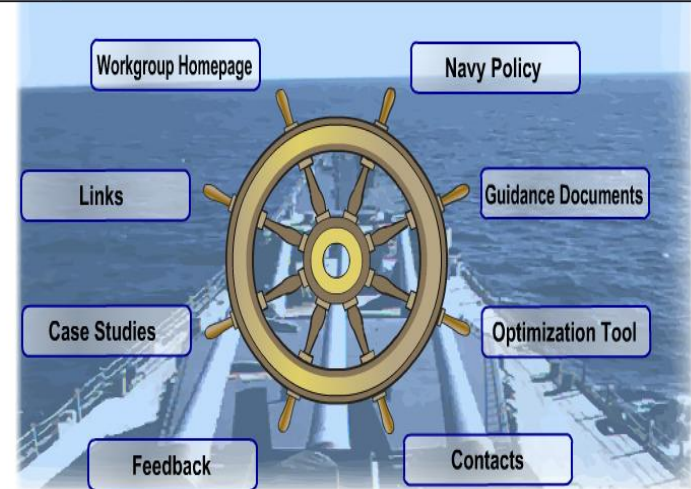 Workgroup Homepage
Navy Policy
Links
Guidance Documents
Case Studies
Optimization Tool
Feedback
Contacts